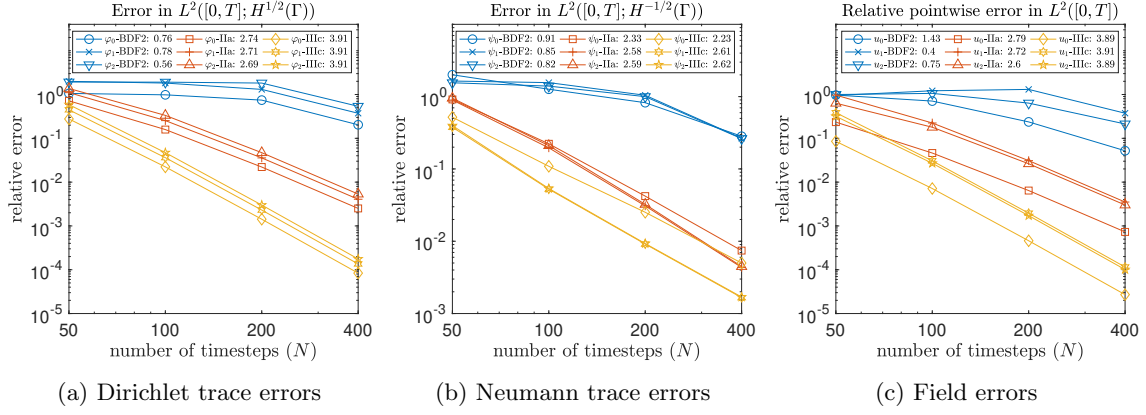 Error in $L^2([0,T];H^{1/2}(\Gamma))$
φ₀-BDF2: 0.76 φ₀-IIa: 2.74 φ₀-IIIc: 3.91
φ₁-BDF2: 0.78 φ₁-IIa: 2.71 φ₁-IIIc: 3.91
φ₂-BDF2: 0.56 φ₂-IIa: 2.69 φ₂-IIIc: 3.91
relative error
10⁰
10⁻¹
10⁻²
10⁻³
10⁻⁴
10⁻⁵
50 100 200 400
number of timesteps (N)
(a) Dirichlet trace errors
Error in $L^2([0,T];H^{-1/2}(\Gamma))$
ψ₀-BDF2: 0.91 ψ₀-IIa: 2.33 ψ₀-IIIc: 2.23
ψ₁-BDF2: 0.85 ψ₁-IIa: 2.58 ψ₁-IIIc: 2.61
ψ₂-BDF2: 0.82 ψ₂-IIa: 2.59 ψ₂-IIIc: 2.62
relative error
10⁰
10⁻¹
10⁻²
10⁻³
50 100 200 400
number of timesteps (N)
(b) Neumann trace errors
Relative pointwise error in $L^2([0,T])$
u₀-BDF2: 1.43 u₀-IIa: 2.79 u₀-IIIc: 3.89
u₁-BDF2: 0.4 u₁-IIa: 2.72 u₁-IIIc: 3.91
u₂-BDF2: 0.75 u₂-IIa: 2.6 u₂-IIIc: 3.89
relative error
10⁰
10⁻¹
10⁻²
10⁻³
10⁻⁴
10⁻⁵
50 100 200 400
number of timesteps (N)
(c) Field errors